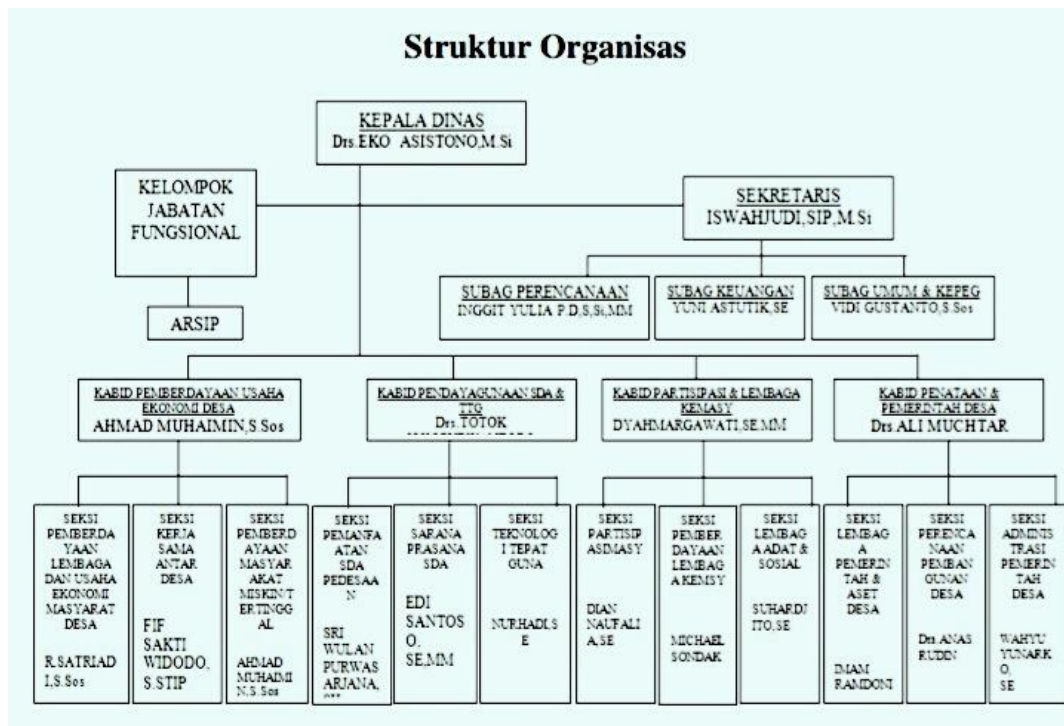 Struktur Organisas
KEPALA DINAS
Drs.EKO ASISTONO,M.Si
KELOMPOK
JABATAN
FUNGSIONAL
SEKRETARIS
ISWAHJUDI,SIP,M.Si
SUBAG PERENCANAAN
INGGIT YULIA P.D,S,Si,MM
SUBAG KEUANGAN
YUNI ASTUTIK,SE
SUBAG UMUM & KEPEG
VIDI GUSTANTO,S.Sos
ARSIP
KABID PEMBERDAYAAN USAHA
EKONOMI DESA
AHMAD MUHAIMIN,S.Sos
KABID PENDAYAGUNAAN SDA &
TTG
Drs.TOTOK
KABID PARTISIPASI & LEMBAGA
KEMASY
DYAHMARGAWATI,SE,MM
KABID PENATAAN &
PEMERINTAH DESA
Drs.ALI MUCHTAR
SEKSI
PEMBERDA
YAAN
LEMBAGA
DAN USAHA
EKONOMI
MASYARAT
DESA
R.SATRIAD
I,S.Sos
SEKSI
KERJA
SAMA
ANTAR
DESA
FIF
SAKTI
WIDODO,
S.STIP
SEKSI
PEMBERD
AYAAN
MASYAR
AKAT
MISKIN/T
ERTINGG
AL
AHMAD
MUHAIMI
N,S.Sos
SEKSI
PEMANFA
ATAN
SDA
PEDESAA
N
SRI
WULAN
PURWAS
ARJANA,
SEKSI
SARANA
PRASANA
SDA
EDI
SANTOS
O,
SE,MM
SEKSI
TEKNOLOG
I TEPAT
GUNA
NURHADI,S
E
SEKSI
PARTISIP
ASIMASY
DIAN
NAUFALI
A,SE
SEKSI
PEMBER
DAYAAN
LEMBAG
A KEMSY
MICHAEL
SONDAK
SEKSI
LEMBAG
A ADAT &
SOSIAL
SUHARDJ
ITO,SE
SEKSI
LEMBAG
A
PEMERIN
TAH &
ASET
DESA
IMAM
RAMDONI
SEKSI
PERENCA
NAAN
PEMBAN
GUNAN
DESA
Drs.ANAS
RUDIN
SEKSI
ADMINIS
TRASI
PEMERIN
TAH
DESA
WAHYU
YUNARK
O,
SE